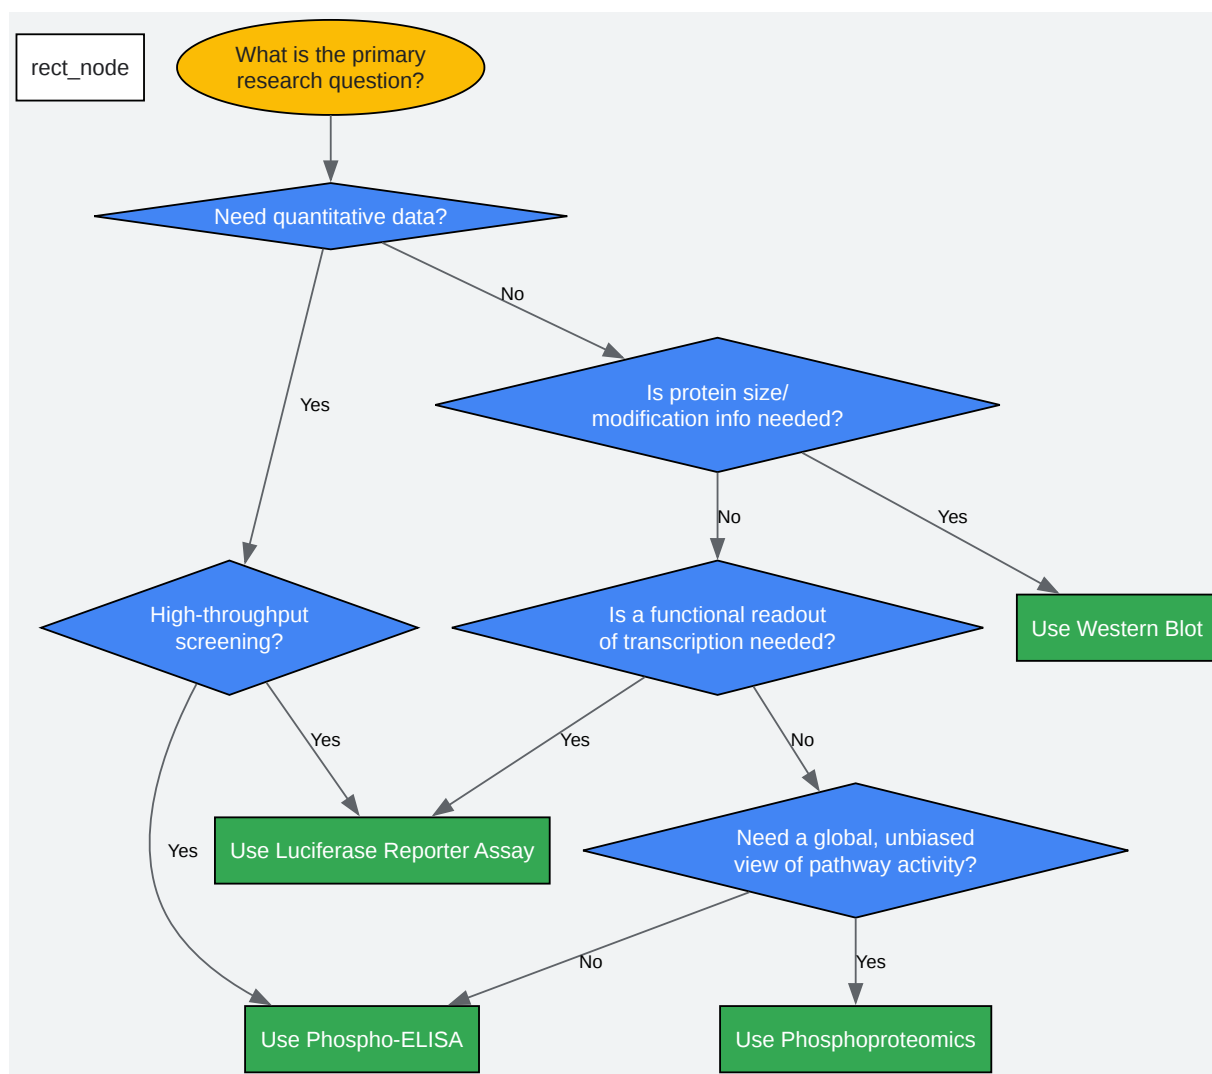 rect_node
What is the primary
research question?
Need quantitative data?
No
Yes
Is protein size/
modification info needed?
No
Yes
High-throughput
screening?
Is a functional readout
of transcription needed?
Use Western Blot
Yes
Yes
No
Yes
Use Luciferase Reporter Assay
Need a global, unbiased
view of pathway activity?
No
Yes
Use Phospho-ELISA
Use Phosphoproteomics